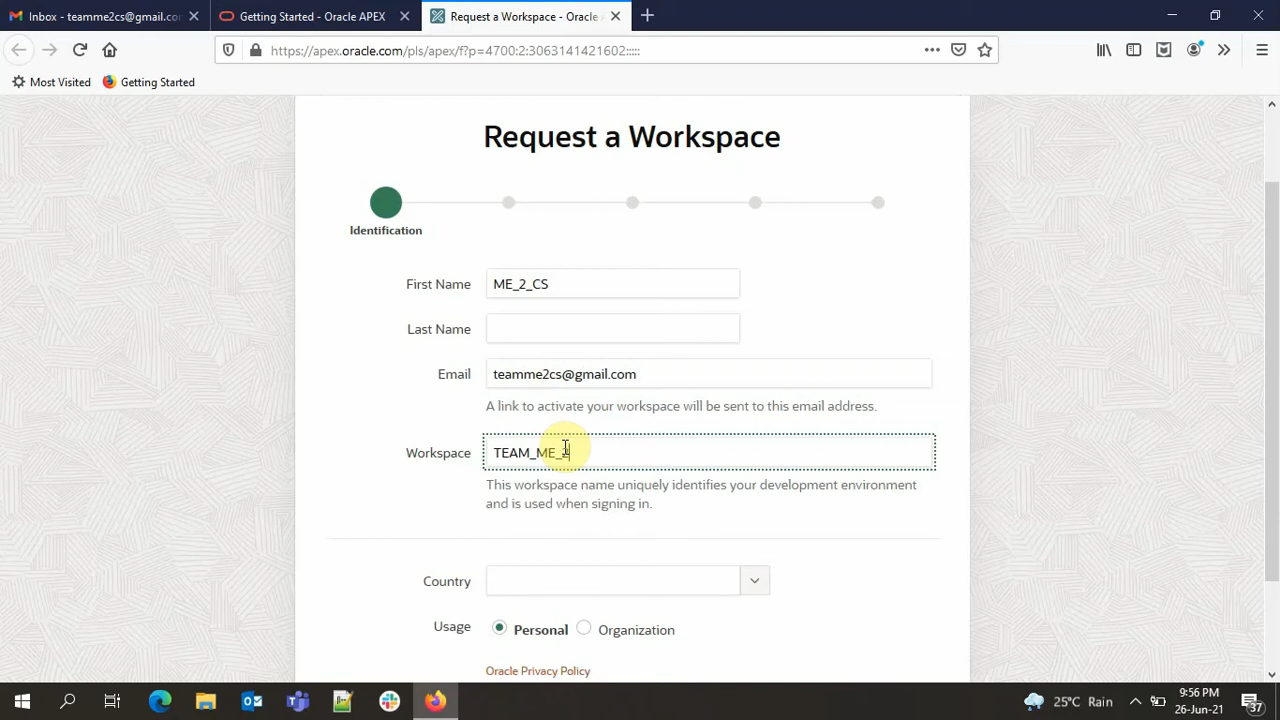 Inbox - teamme2cs@gmail.co
Getting Started - Oracle APEX
Request a Workspace - Oracle
https://apex.oracle.com/pls/apex/f?p=4700:2:3063141421602:::::
Most Visited
Getting Started
Request a Workspace
Identification
First Name
ME_2_CS
Last Name
Email
teamme2cs@gmail.com
A link to activate your workspace will be sent to this email address.
Workspace
TEAM_ME_2
This workspace name uniquely identifies your development environment
and is used when signing in.
Country
Usage
Personal
Organization
Oracle Privacy Policy
25°C Rain
9:56 PM
26-Jun-21
37